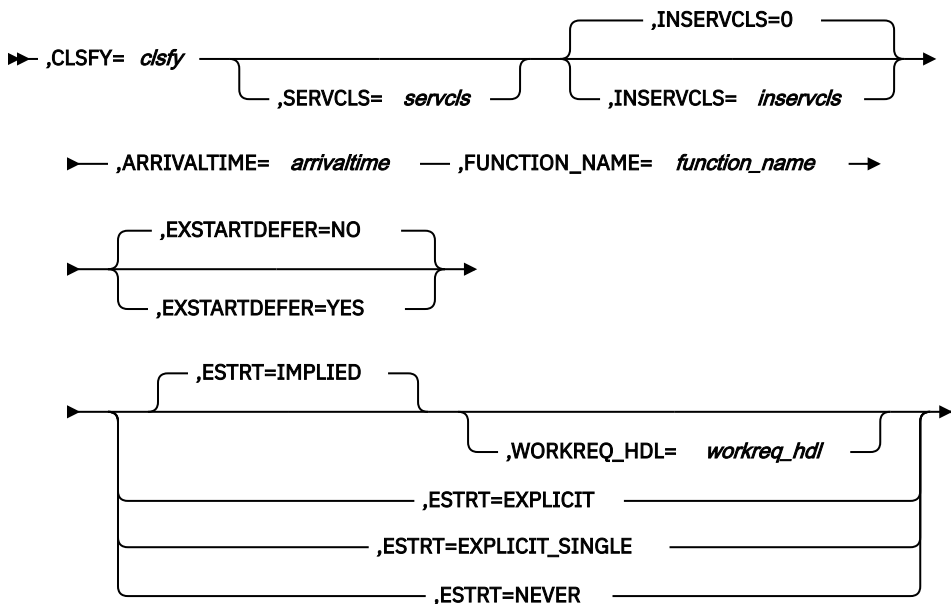 ,INSERVCLS=0
,CLSFY= clsfy
,SERVCLS= servcls
,INSERVCLS= inservcls
,ARRIVALTIME= arrivaltime ,FUNCTION_NAME= function_name
,EXSTARTDEFER=NO
,EXSTARTDEFER=YES
,ESTRT=IMPLIED
,WORKREQ_HDL= workreq_hdl
,ESTRT=EXPLICIT
,ESTRT=EXPLICIT_SINGLE
,ESTRT=NEVER